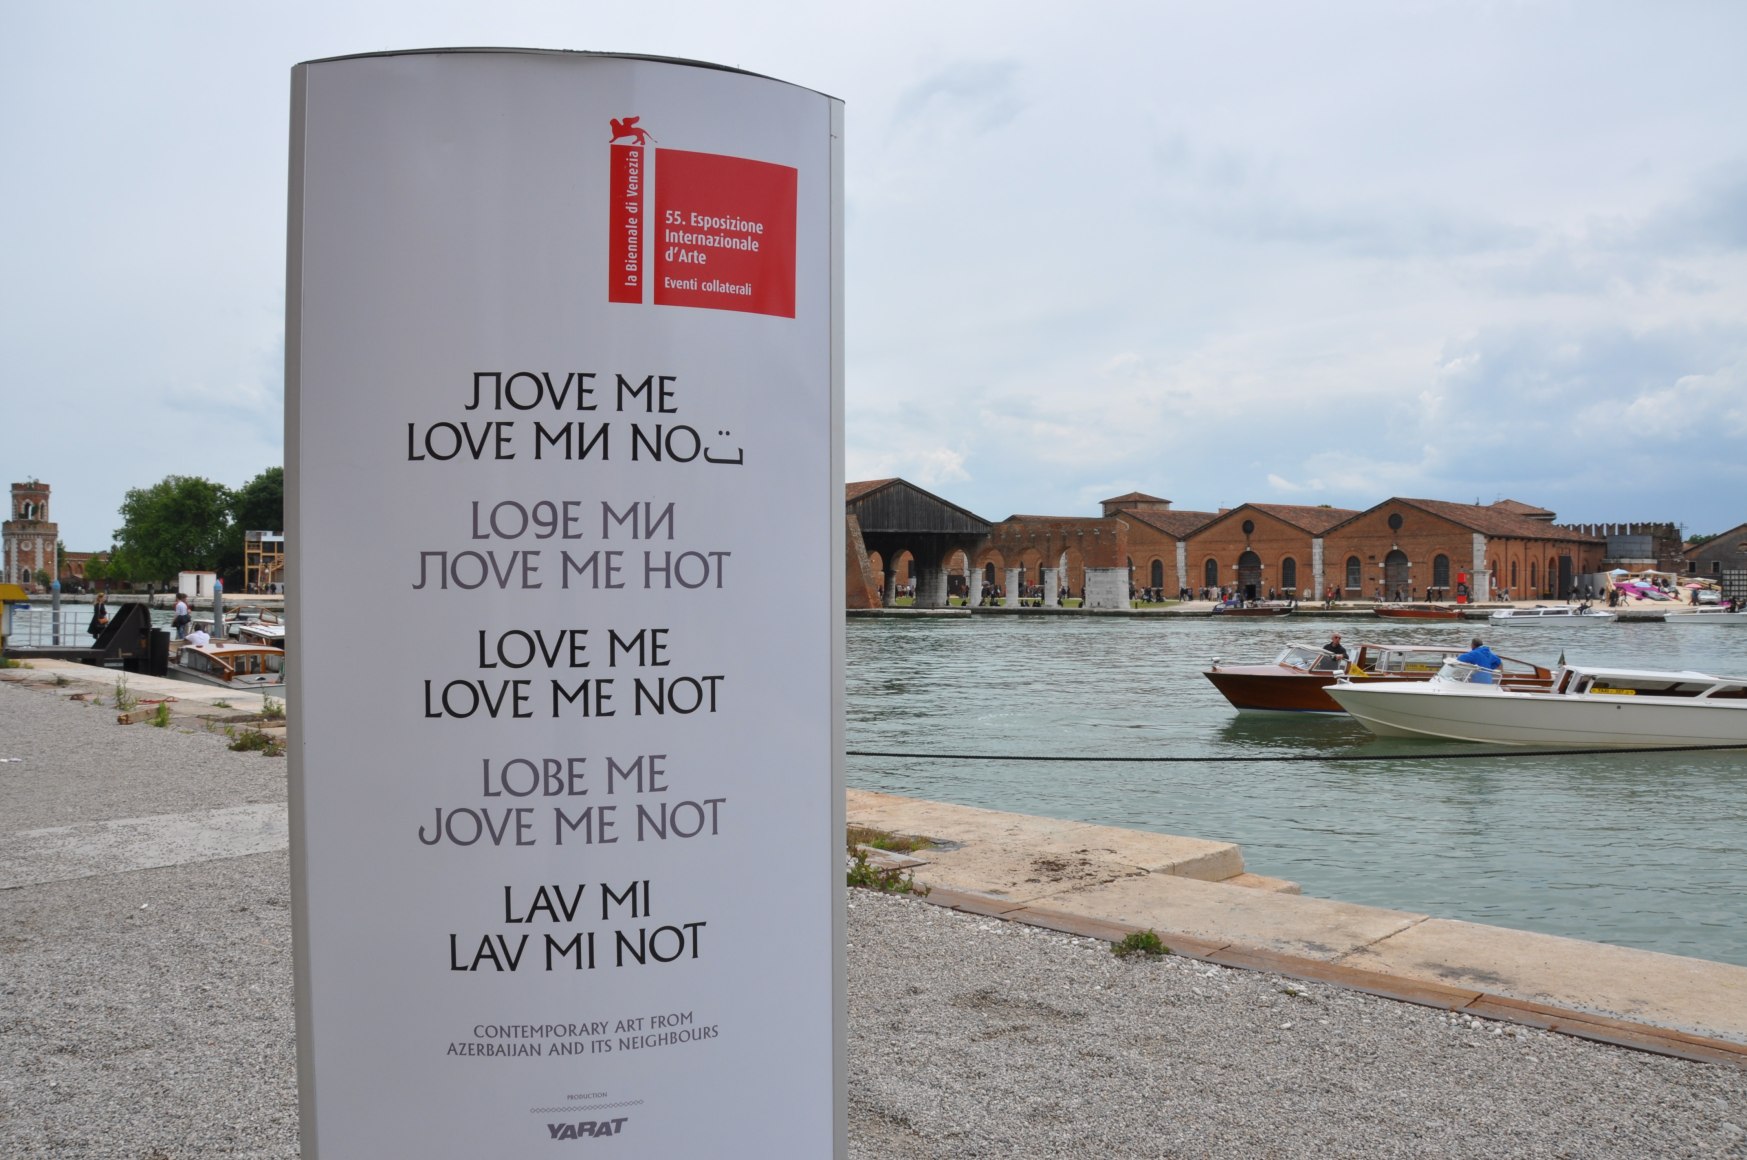 la Biennale di Venezia
55. Esposizione
Internazionale
d'Arte
Eventi collaterali
ЛOVE ME
LOVE MИ NOت
LO9E MИ
ЛOVE ME HOT
LOVE ME
LOVE ME NOT
LOBE ME
JOVE ME NOT
LAV MI
LAV MI NOT
CONTEMPORARY ART FROM
AZERBAIJAN AND ITS NEIGHBOURS
PRODUCTION
YARAT